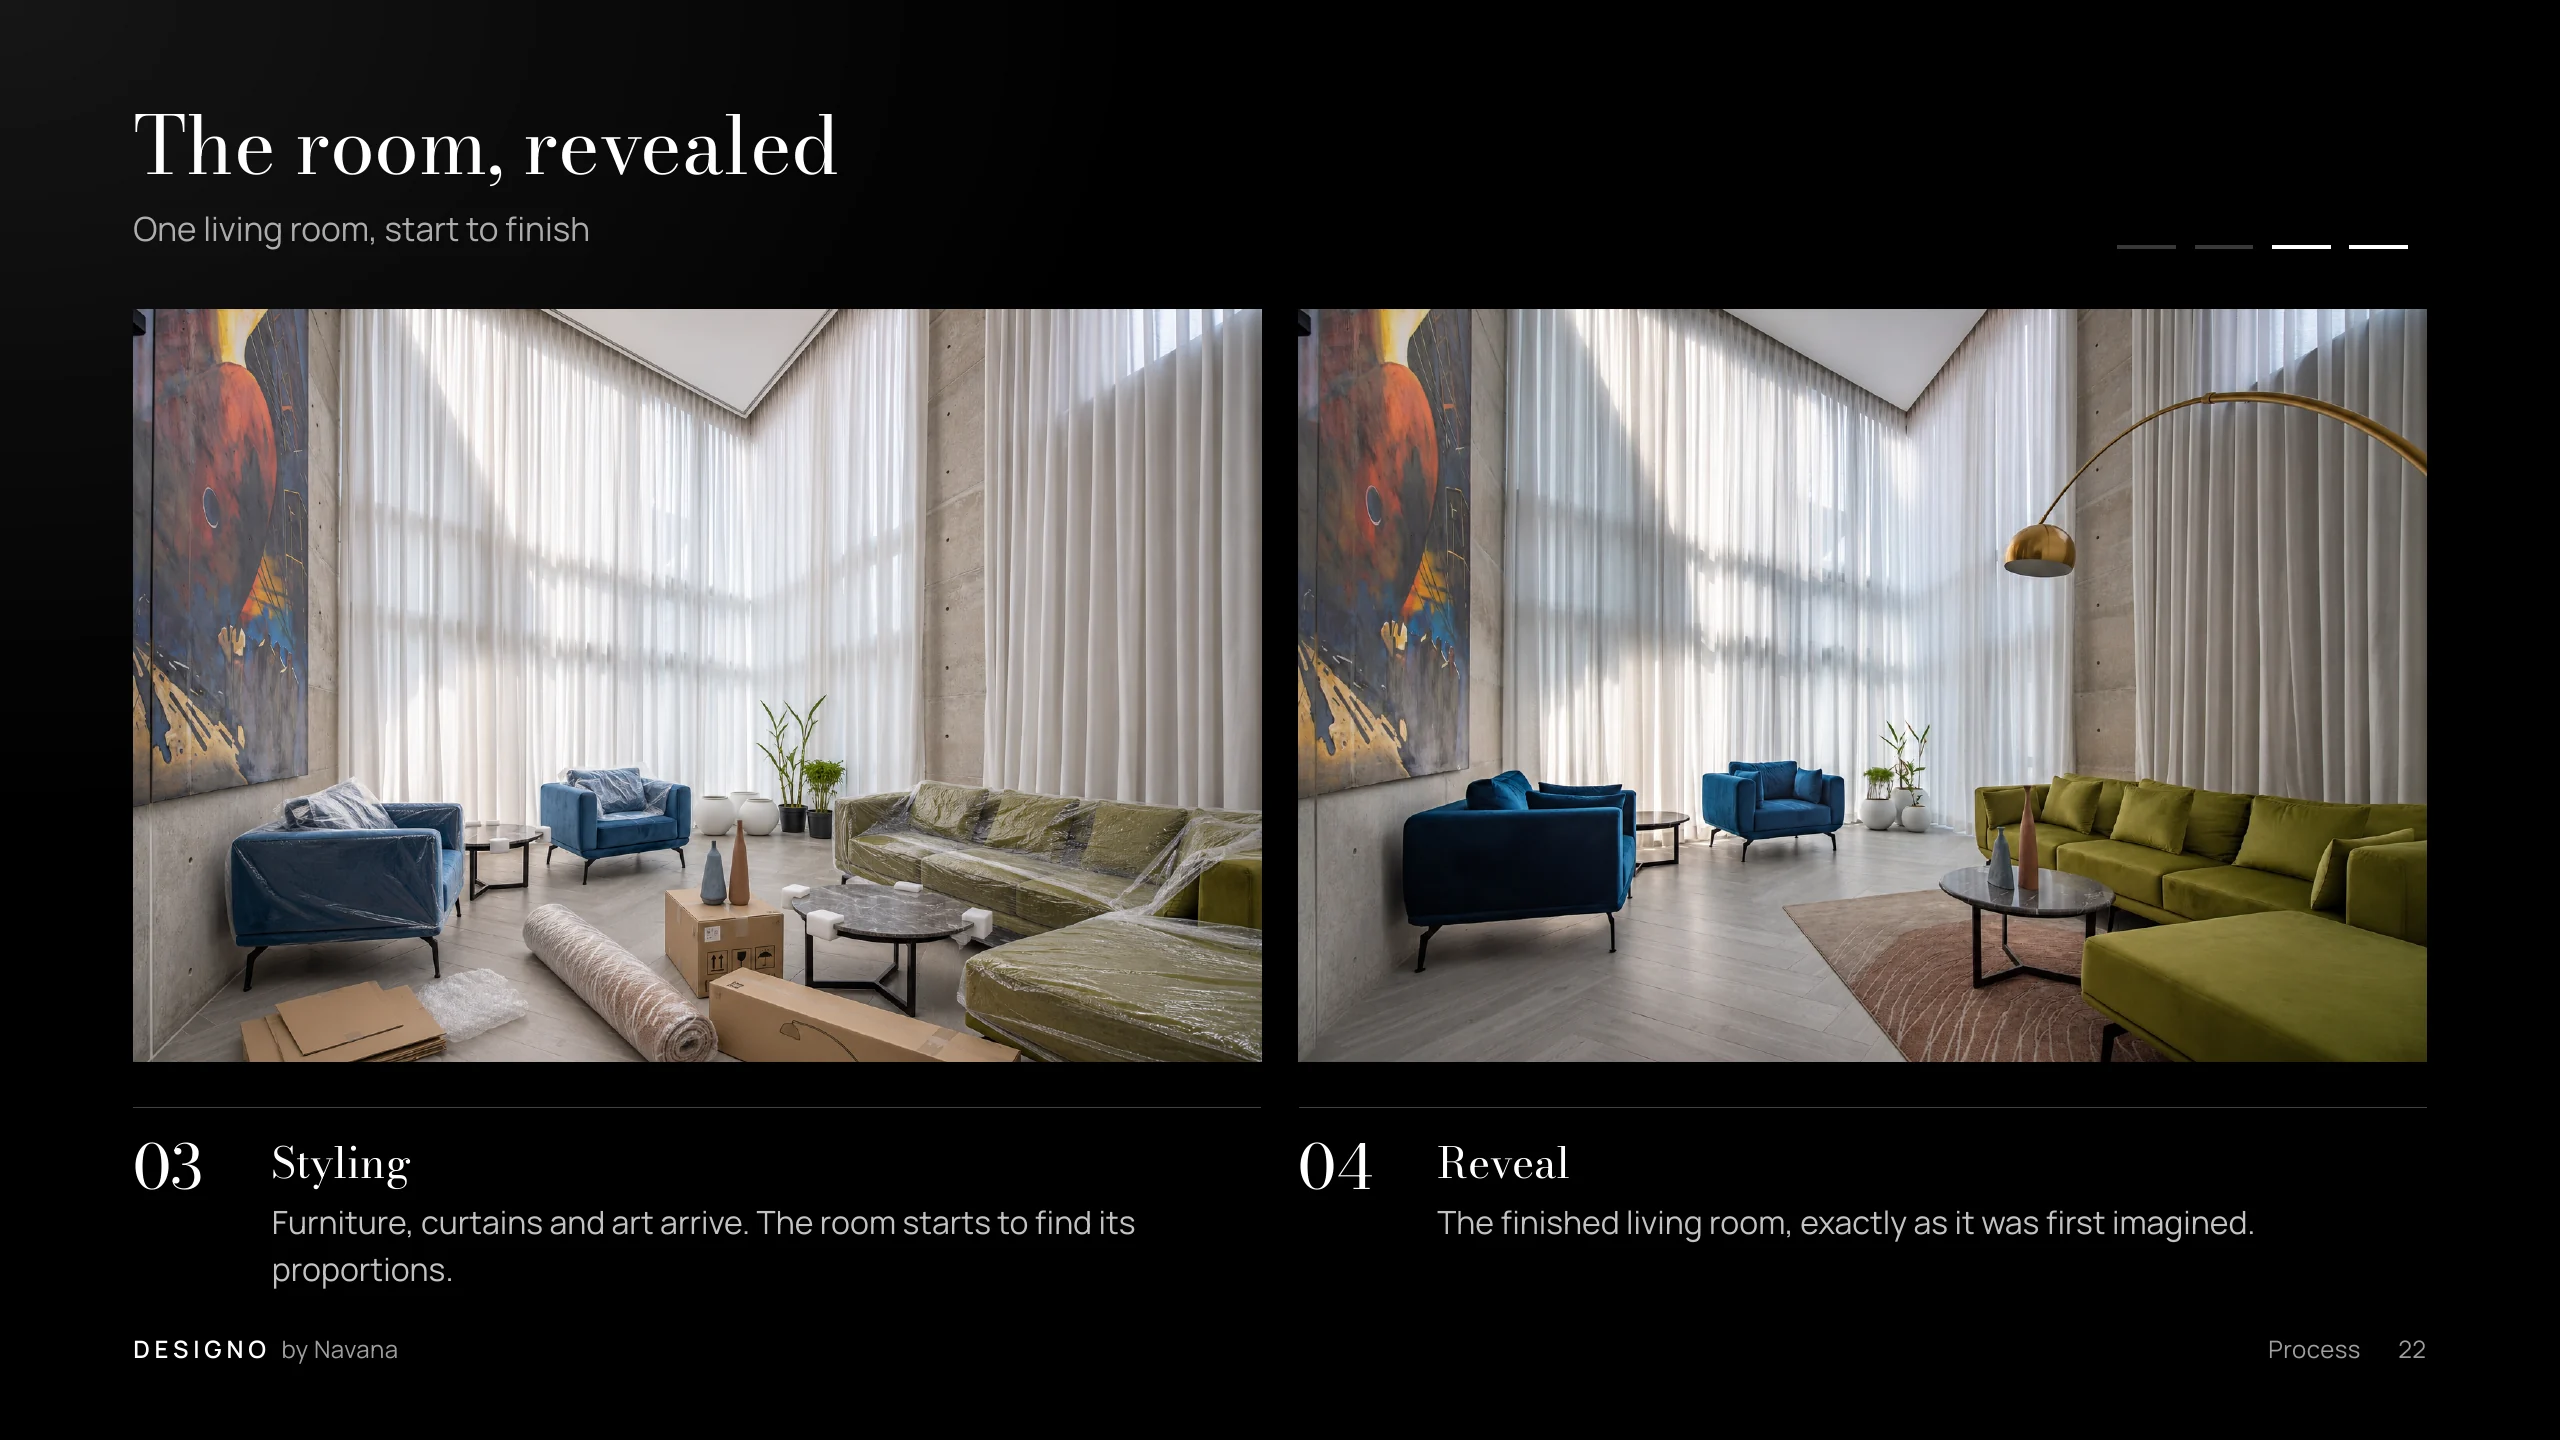 The room, revealed
One living room, start to finish
03
Styling
Furniture, curtains and art arrive. The room starts to find its
proportions.
04
Reveal
The finished living room, exactly as it was first imagined.
DESIGNO by Navana
Process 22